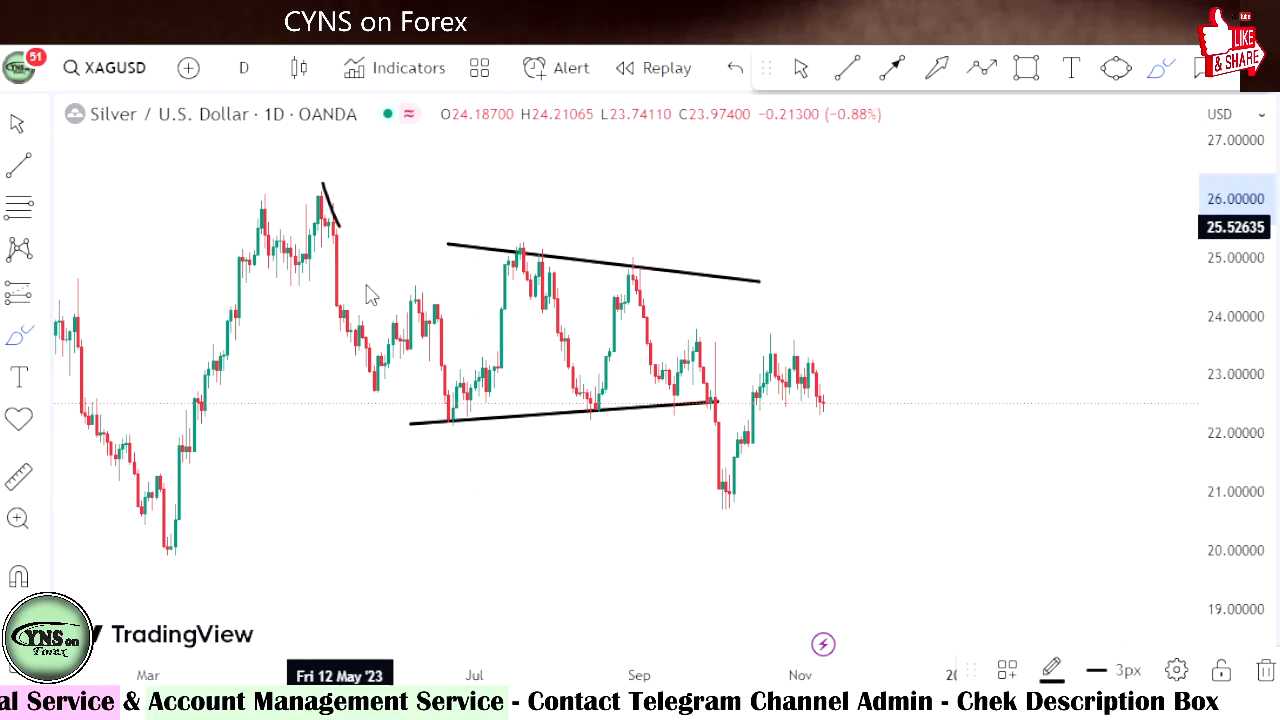 CYNS on Forex
LIKE
& SHARE
51
XAGUSD
D
Indicators
Alert
Replay
Silver / U.S. Dollar · 1D · OANDA
O24.18700 H24.21065 L23.74110 C23.97400 −0.21300 (−0.88%)
USD
27.00000
26.00000
25.52635
25.00000
24.00000
23.00000
22.00000
21.00000
20.00000
19.00000
CYNS on
Forex
TradingView
Mar
Fri 12 May '23
Jul
Sep
Nov
3px
al Service & Account Management Service - Contact Telegram Channel Admin - Chek Description Box